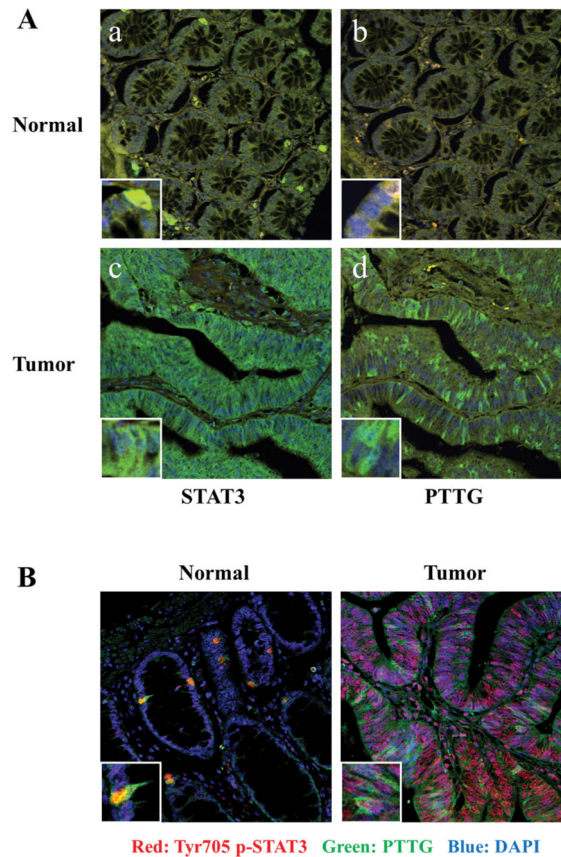 A
a
b
Normal
c
d
Tumor
STAT3
PTTG
B
Normal
Tumor
Red: Tyr705 p-STAT3 Green: PTTG Blue: DAPI